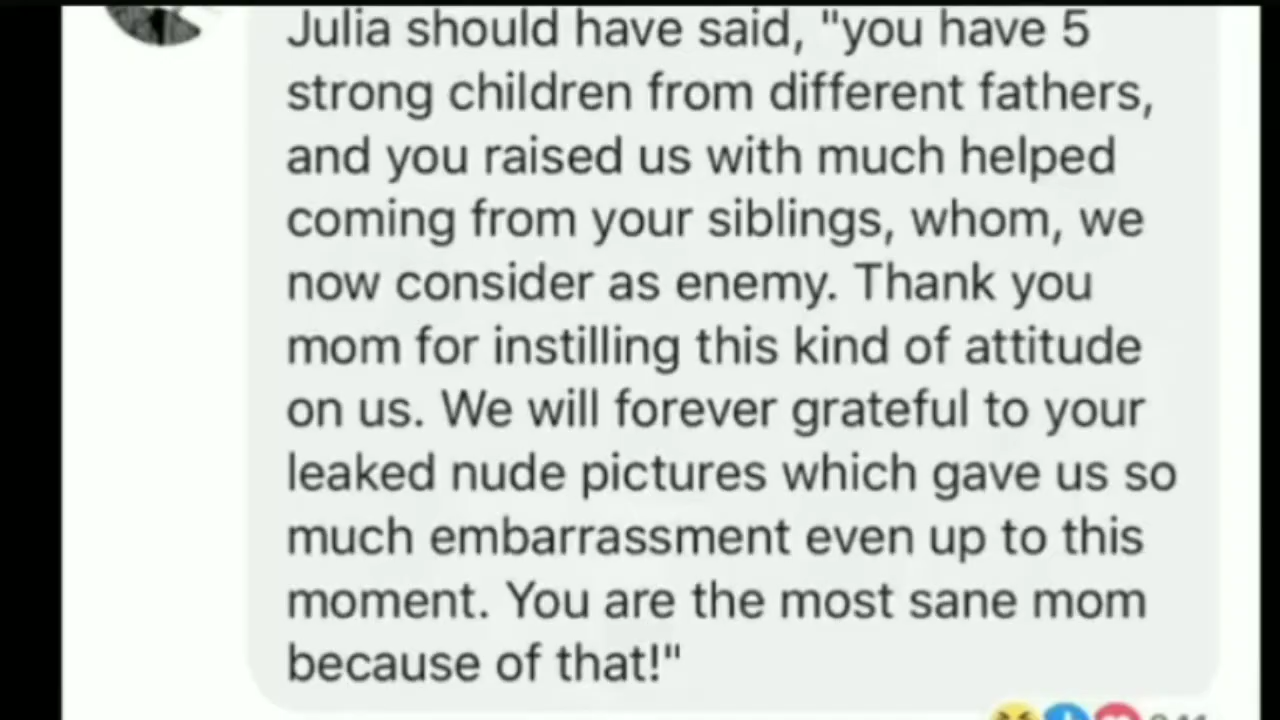 Julia should have said, "you have 5
strong children from different fathers,
and you raised us with much helped
coming from your siblings, whom, we
now consider as enemy. Thank you
mom for instilling this kind of attitude
on us. We will forever grateful to your
leaked nude pictures which gave us so
much embarrassment even up to this
moment. You are the most sane mom
because of that!"